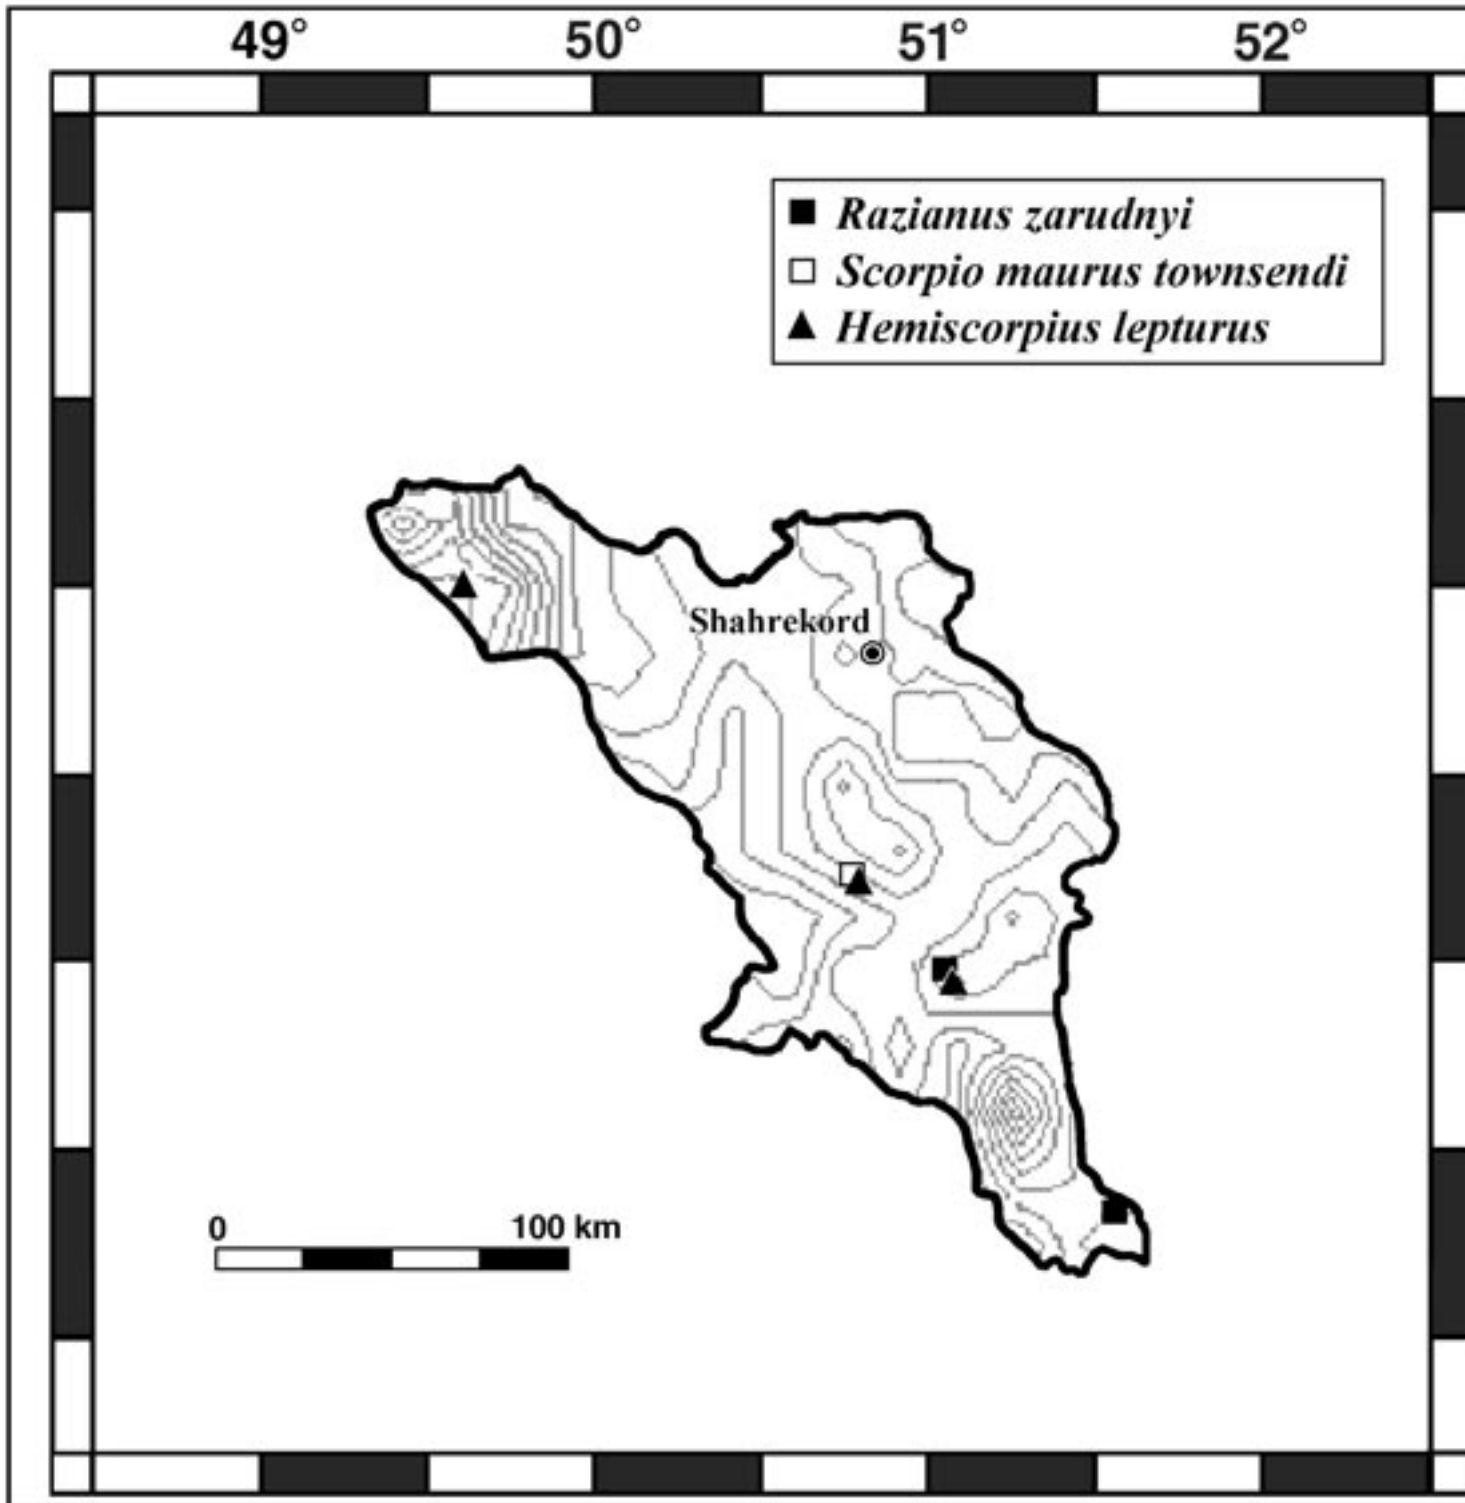 49° 50° 51° 52°
Razianus zarudnyi
Scorpio maurus townsendi
Hemiscorpius lepturus
Shahrekord
0 100 km